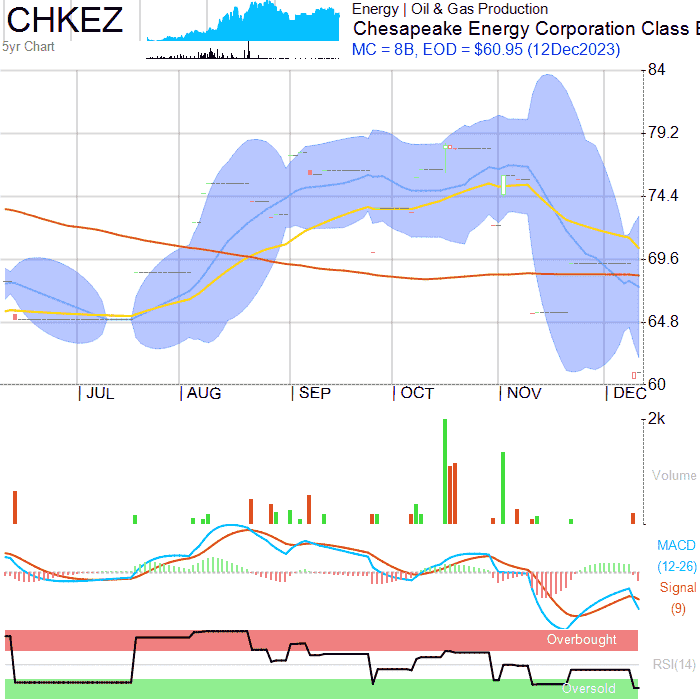 CHKEZ
5yr Chart
Energy | Oil & Gas Production
Chesapeake Energy Corporation Class
MC = 8B, EOD = $60.95 (12Dec2023)
84
79.2
74.4
69.6
64.8
60
JUL
AUG
SEP
OCT
NOV
DEC
2k
Volume
MACD
(12-26)
Signal
(9)
Overbought
RSI(14)
Oversold